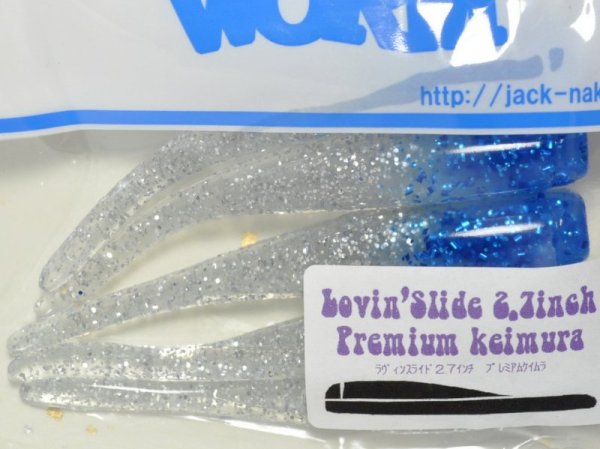 http://jack-nak
Lovin'Slide 2.7inch
Premium keimura
ラヴィンスライド2.7インチ プレミアムケイムラ